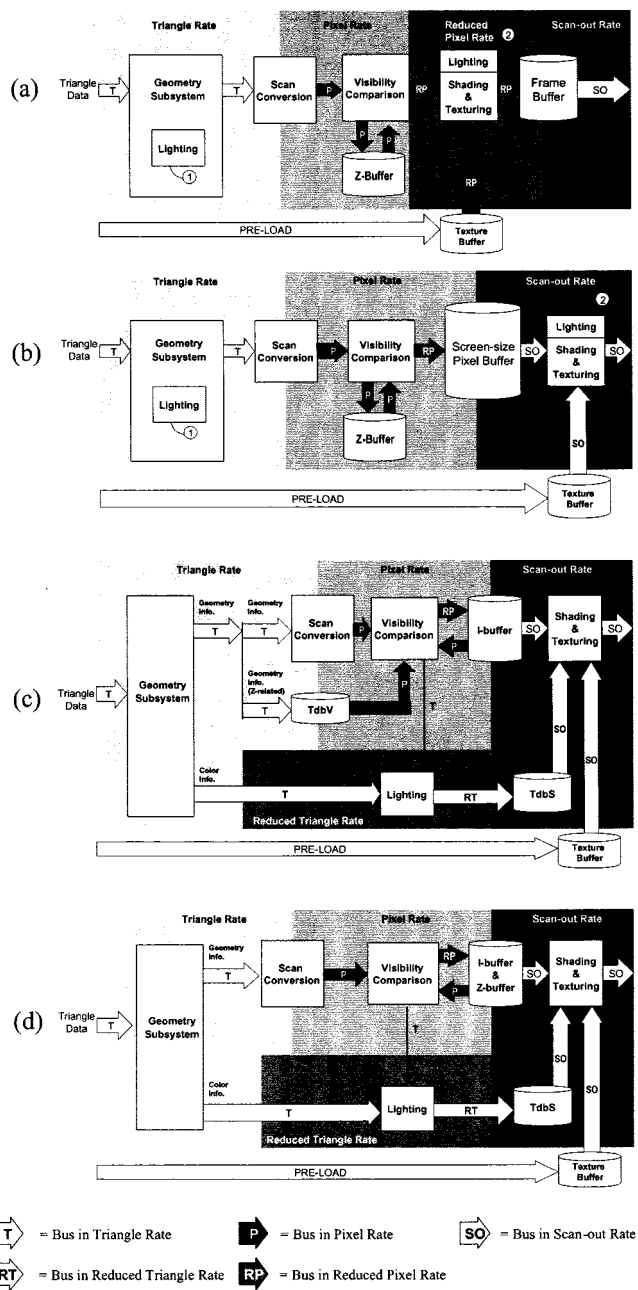 Triangle Rate
Pixel Rate
Reduced
Pixel Rate 2
Scan-out Rate
(a)
Triangle
Data
T
Geometry
Subsystem
Lighting
1
T
Scan
Conversion
P
Visibility
Comparison
P
P
Z-Buffer
RP
Lighting
Shading
&
Texturing
RP
Frame
Buffer
SO
RP
PRE-LOAD
Texture
Buffer
Triangle Rate
Pixel Rate
Scan-out Rate
2
(b)
Triangle
Data
T
Geometry
Subsystem
Lighting
1
T
Scan
Conversion
P
Visibility
Comparison
P
P
Z-Buffer
RP
Screen-size
Pixel Buffer
SO
Lighting
Shading
&
Texturing
SO
SO
PRE-LOAD
Texture
Buffer
Triangle Rate
Pixel Rate
Scan-out Rate
(c)
Triangle
Data
T
Geometry
Subsystem
Geometry
Info.
T
Geometry
Info.
T
Scan
Conversion
P
Visibility
Comparison
RP
P
I-buffer
SO
Shading
&
Texturing
SO
Geometry
Info.
(Z-related)
T
TdbV
P
T
Color
Info.
T
Lighting
RT
TdbS
SO
SO
Reduced Triangle Rate
PRE-LOAD
Texture
Buffer
Triangle Rate
Pixel Rate
Scan-out Rate
(d)
Triangle
Data
T
Geometry
Subsystem
Geometry
Info.
T
Scan
Conversion
P
Visibility
Comparison
RP
P
I-buffer
&
Z-buffer
SO
Shading
&
Texturing
SO
T
Color
Info.
T
Lighting
RT
TdbS
SO
SO
Reduced Triangle Rate
PRE-LOAD
Texture
Buffer
T = Bus in Triangle Rate
P = Bus in Pixel Rate
SO = Bus in Scan-out Rate
RT = Bus in Reduced Triangle Rate
RP = Bus in Reduced Pixel Rate